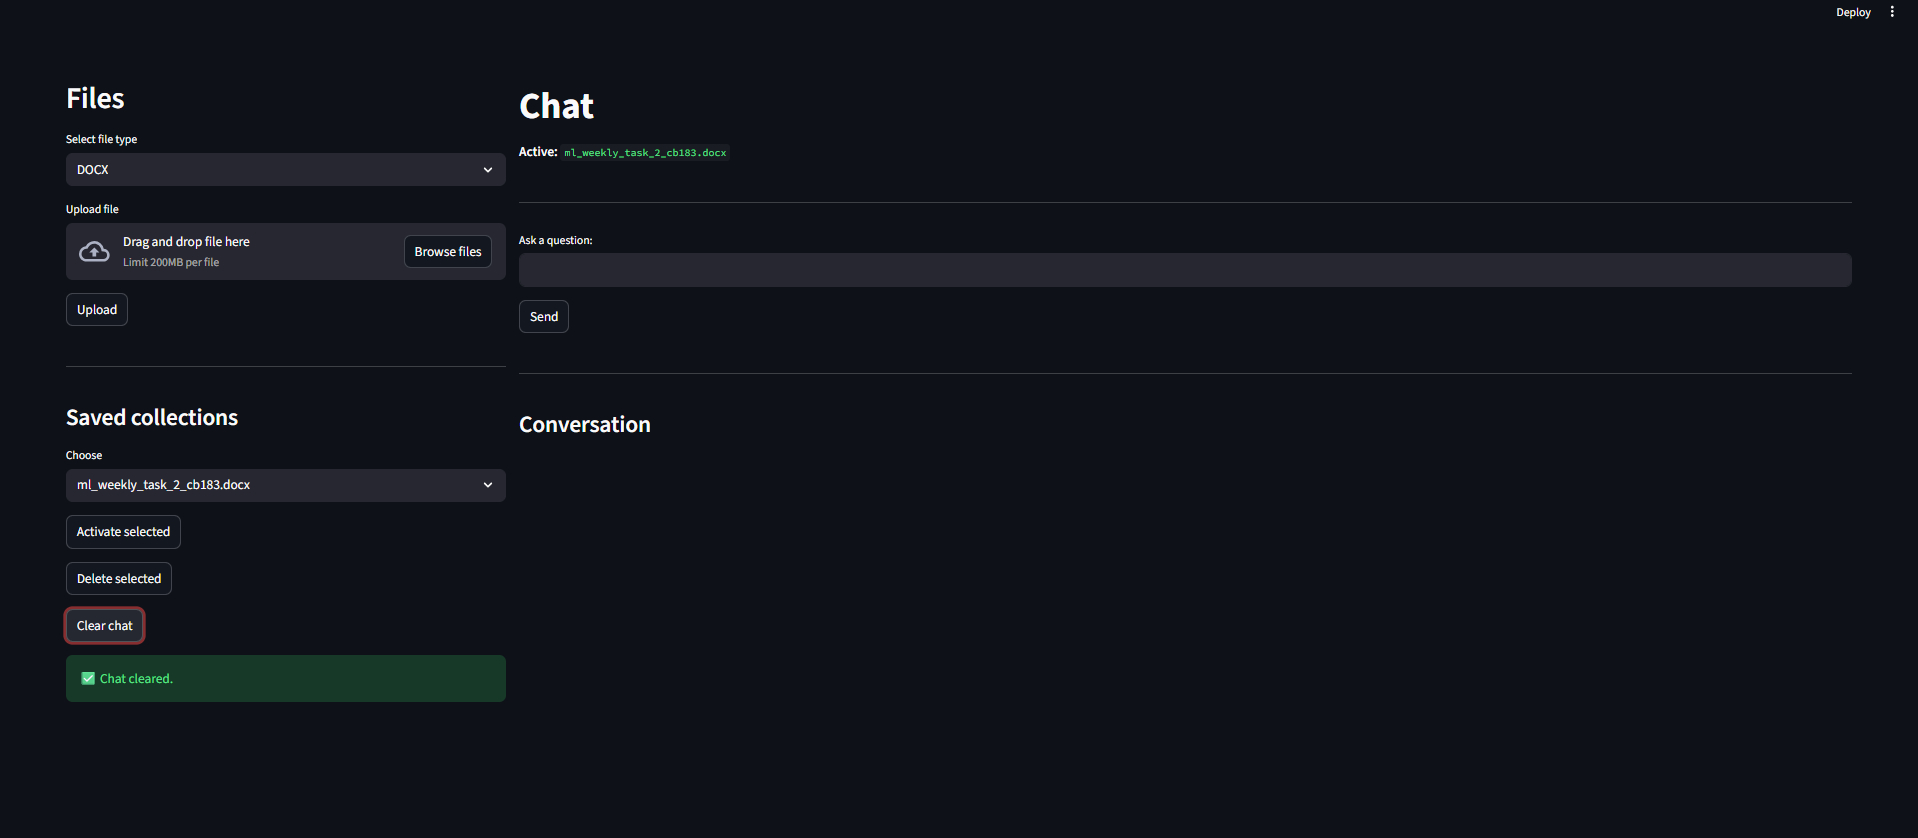 Deploy
Files
Select file type
DOCX
Upload file
Drag and drop file here
Limit 200MB per file
Browse files
Upload
Saved collections
Choose
ml_weekly_task_2_cb183.docx
Activate selected
Delete selected
Clear chat
✅ Chat cleared.
Chat
Active: ml_weekly_task_2_cb183.docx
Ask a question:
Send
Conversation